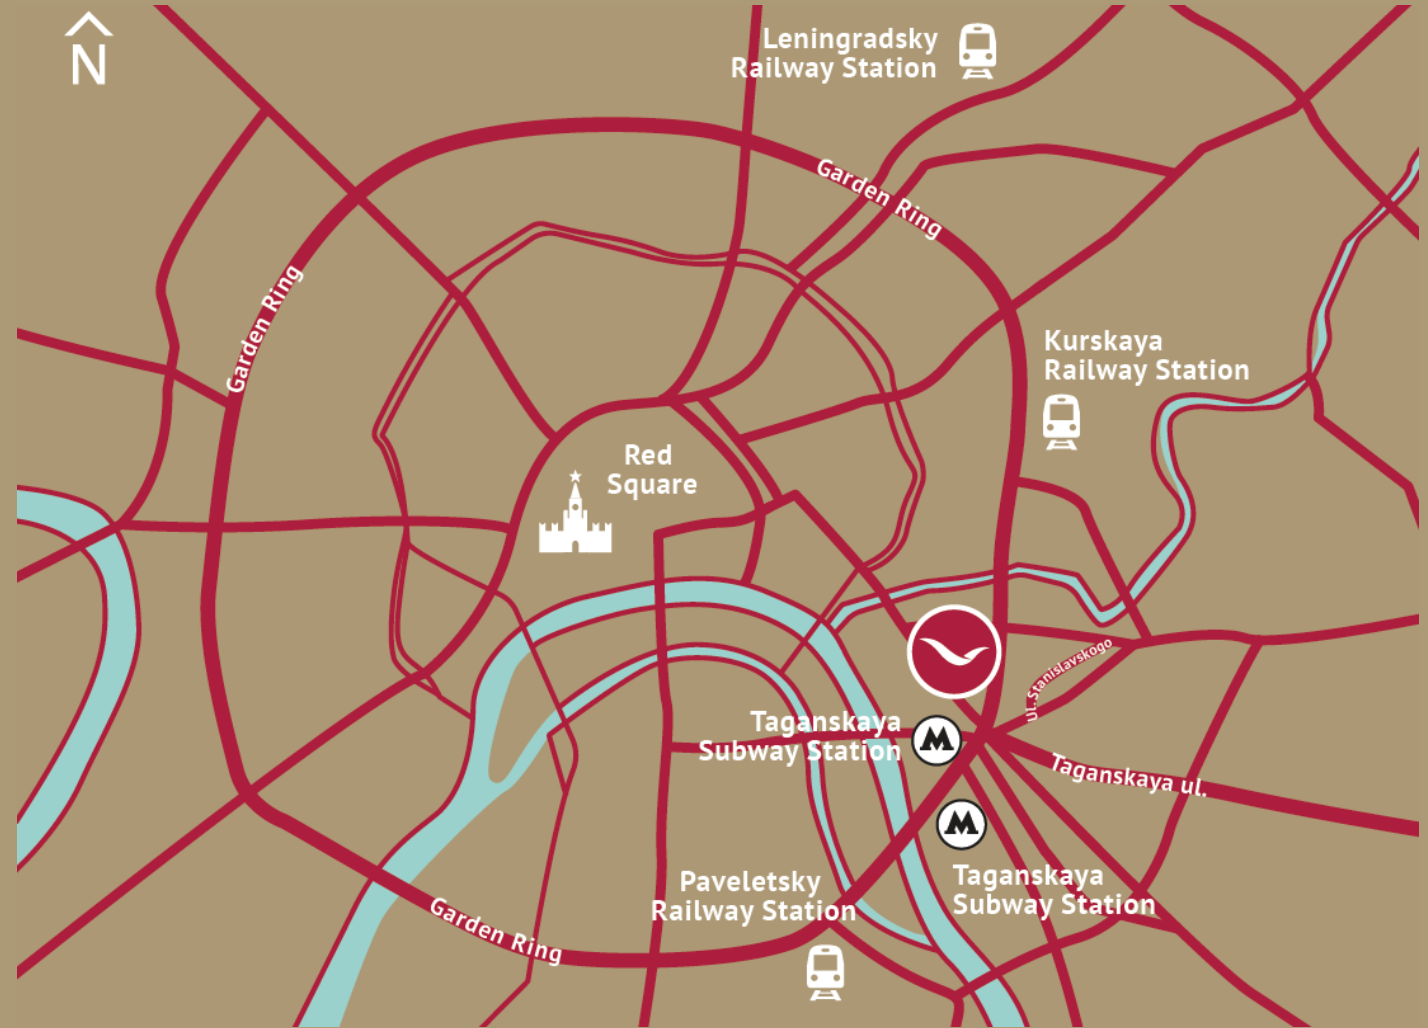 N
Leningradsky
Railway Station
Garden Ring
Garden Ring
Kurskaya
Railway Station
Red
Square
Ul. Stanislavskogo
Taganskaya
Subway Station
M
Taganskaya ul.
M
Taganskaya
Subway Station
Paveletsky
Railway Station
Garden Ring